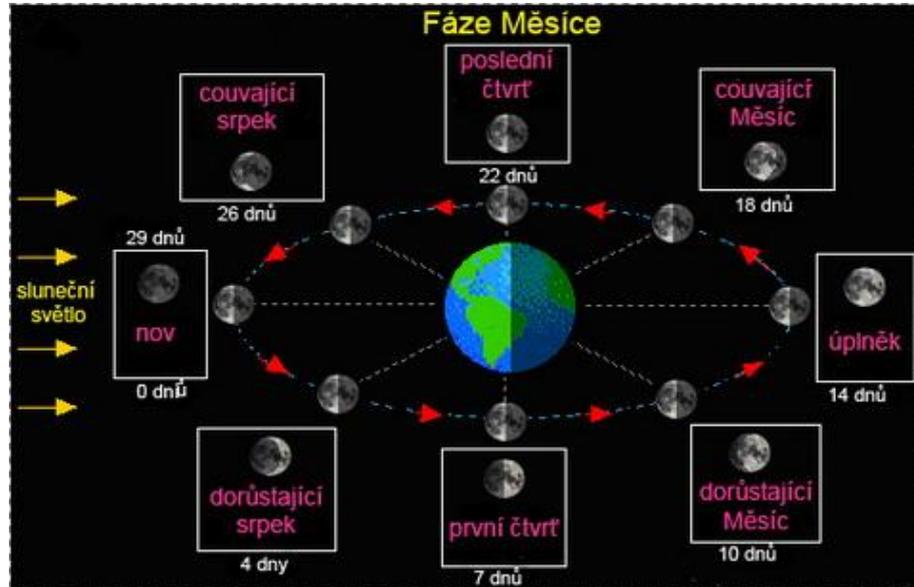 Fáze Měsíce
poslední
čtvrť
22 dnů
couvající
srpek
26 dnů
couvající
Měsíc
18 dnů
29 dnů
nov
0 dnů
sluneční
světlo
úplněk
14 dnů
dorůstající
srpek
4 dny
první čtvrť
7 dnů
dorůstající
Měsíc
10 dnů